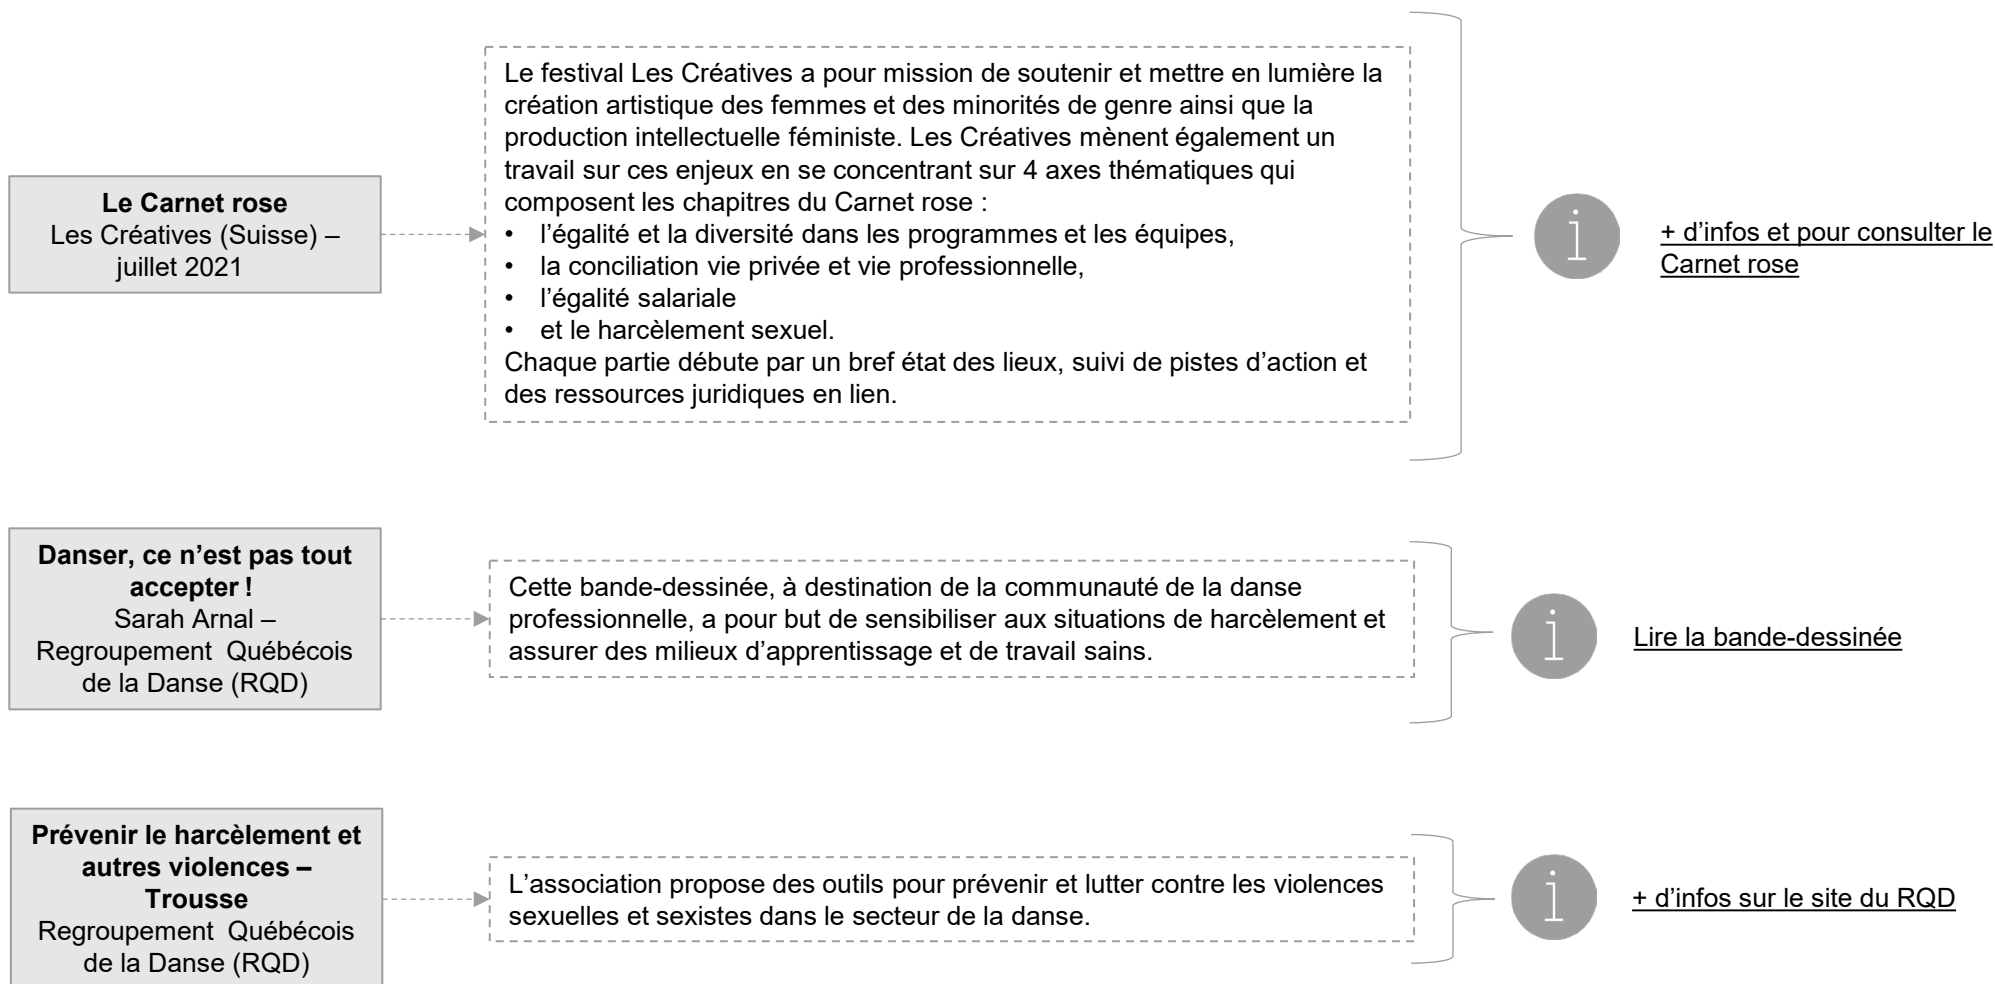 Le Carnet rose
Les Créatives (Suisse) –
juillet 2021
Le festival Les Créatives a pour mission de soutenir et mettre en lumière la
création artistique des femmes et des minorités de genre ainsi que la
production intellectuelle féministe. Les Créatives mènent également un
travail sur ces enjeux en se concentrant sur 4 axes thématiques qui
composent les chapitres du Carnet rose :
• l’égalité et la diversité dans les programmes et les équipes,
• la conciliation vie privée et vie professionnelle,
• l’égalité salariale
• et le harcèlement sexuel.
Chaque partie débute par un bref état des lieux, suivi de pistes d’action et
des ressources juridiques en lien.
i
+ d’infos et pour consulter le
Carnet rose
Danser, ce n’est pas tout
accepter !
Sarah Arnal –
Regroupement Québécois
de la Danse (RQD)
Cette bande-dessinée, à destination de la communauté de la danse
professionnelle, a pour but de sensibiliser aux situations de harcèlement et
assurer des milieux d’apprentissage et de travail sains.
i
Lire la bande-dessinée
Prévenir le harcèlement et
autres violences –
Trousse
Regroupement Québécois
de la Danse (RQD)
L’association propose des outils pour prévenir et lutter contre les violences
sexuelles et sexistes dans le secteur de la danse.
i
+ d’infos sur le site du RQD